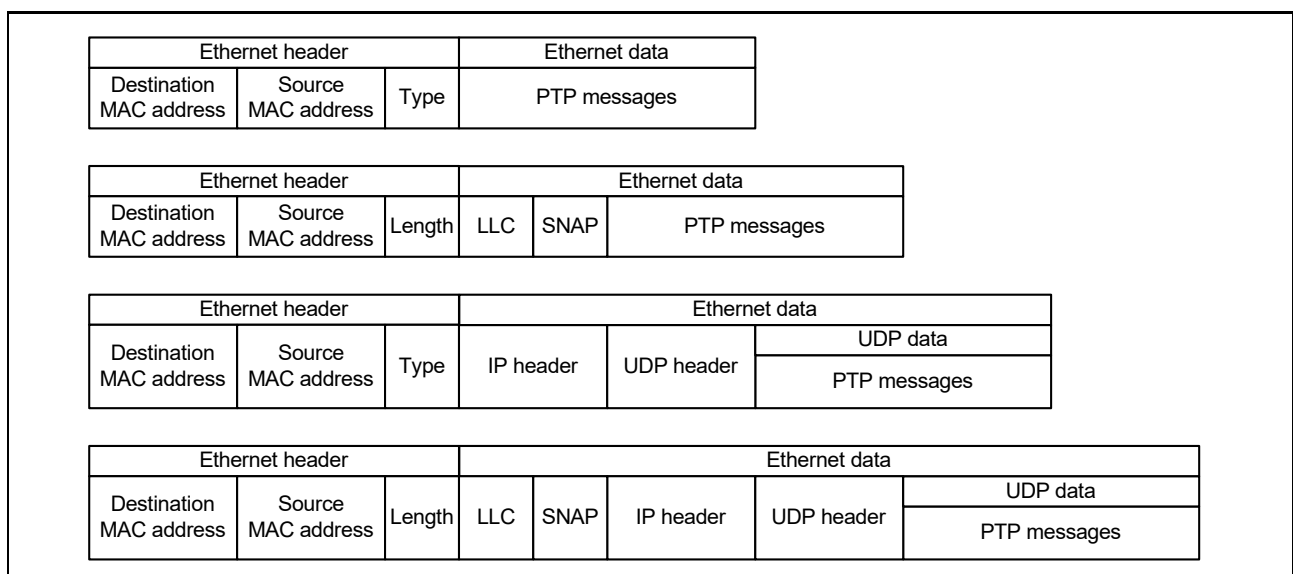 Ethernet header Ethernet data
Destination MAC address Source MAC address Type PTP messages
Ethernet header Ethernet data
Destination MAC address Source MAC address Length LLC SNAP PTP messages
Ethernet header Ethernet data
Destination MAC address Source MAC address Type IP header UDP header UDP data
PTP messages
Ethernet header Ethernet data
Destination MAC address Source MAC address Length LLC SNAP IP header UDP header UDP data
PTP messages